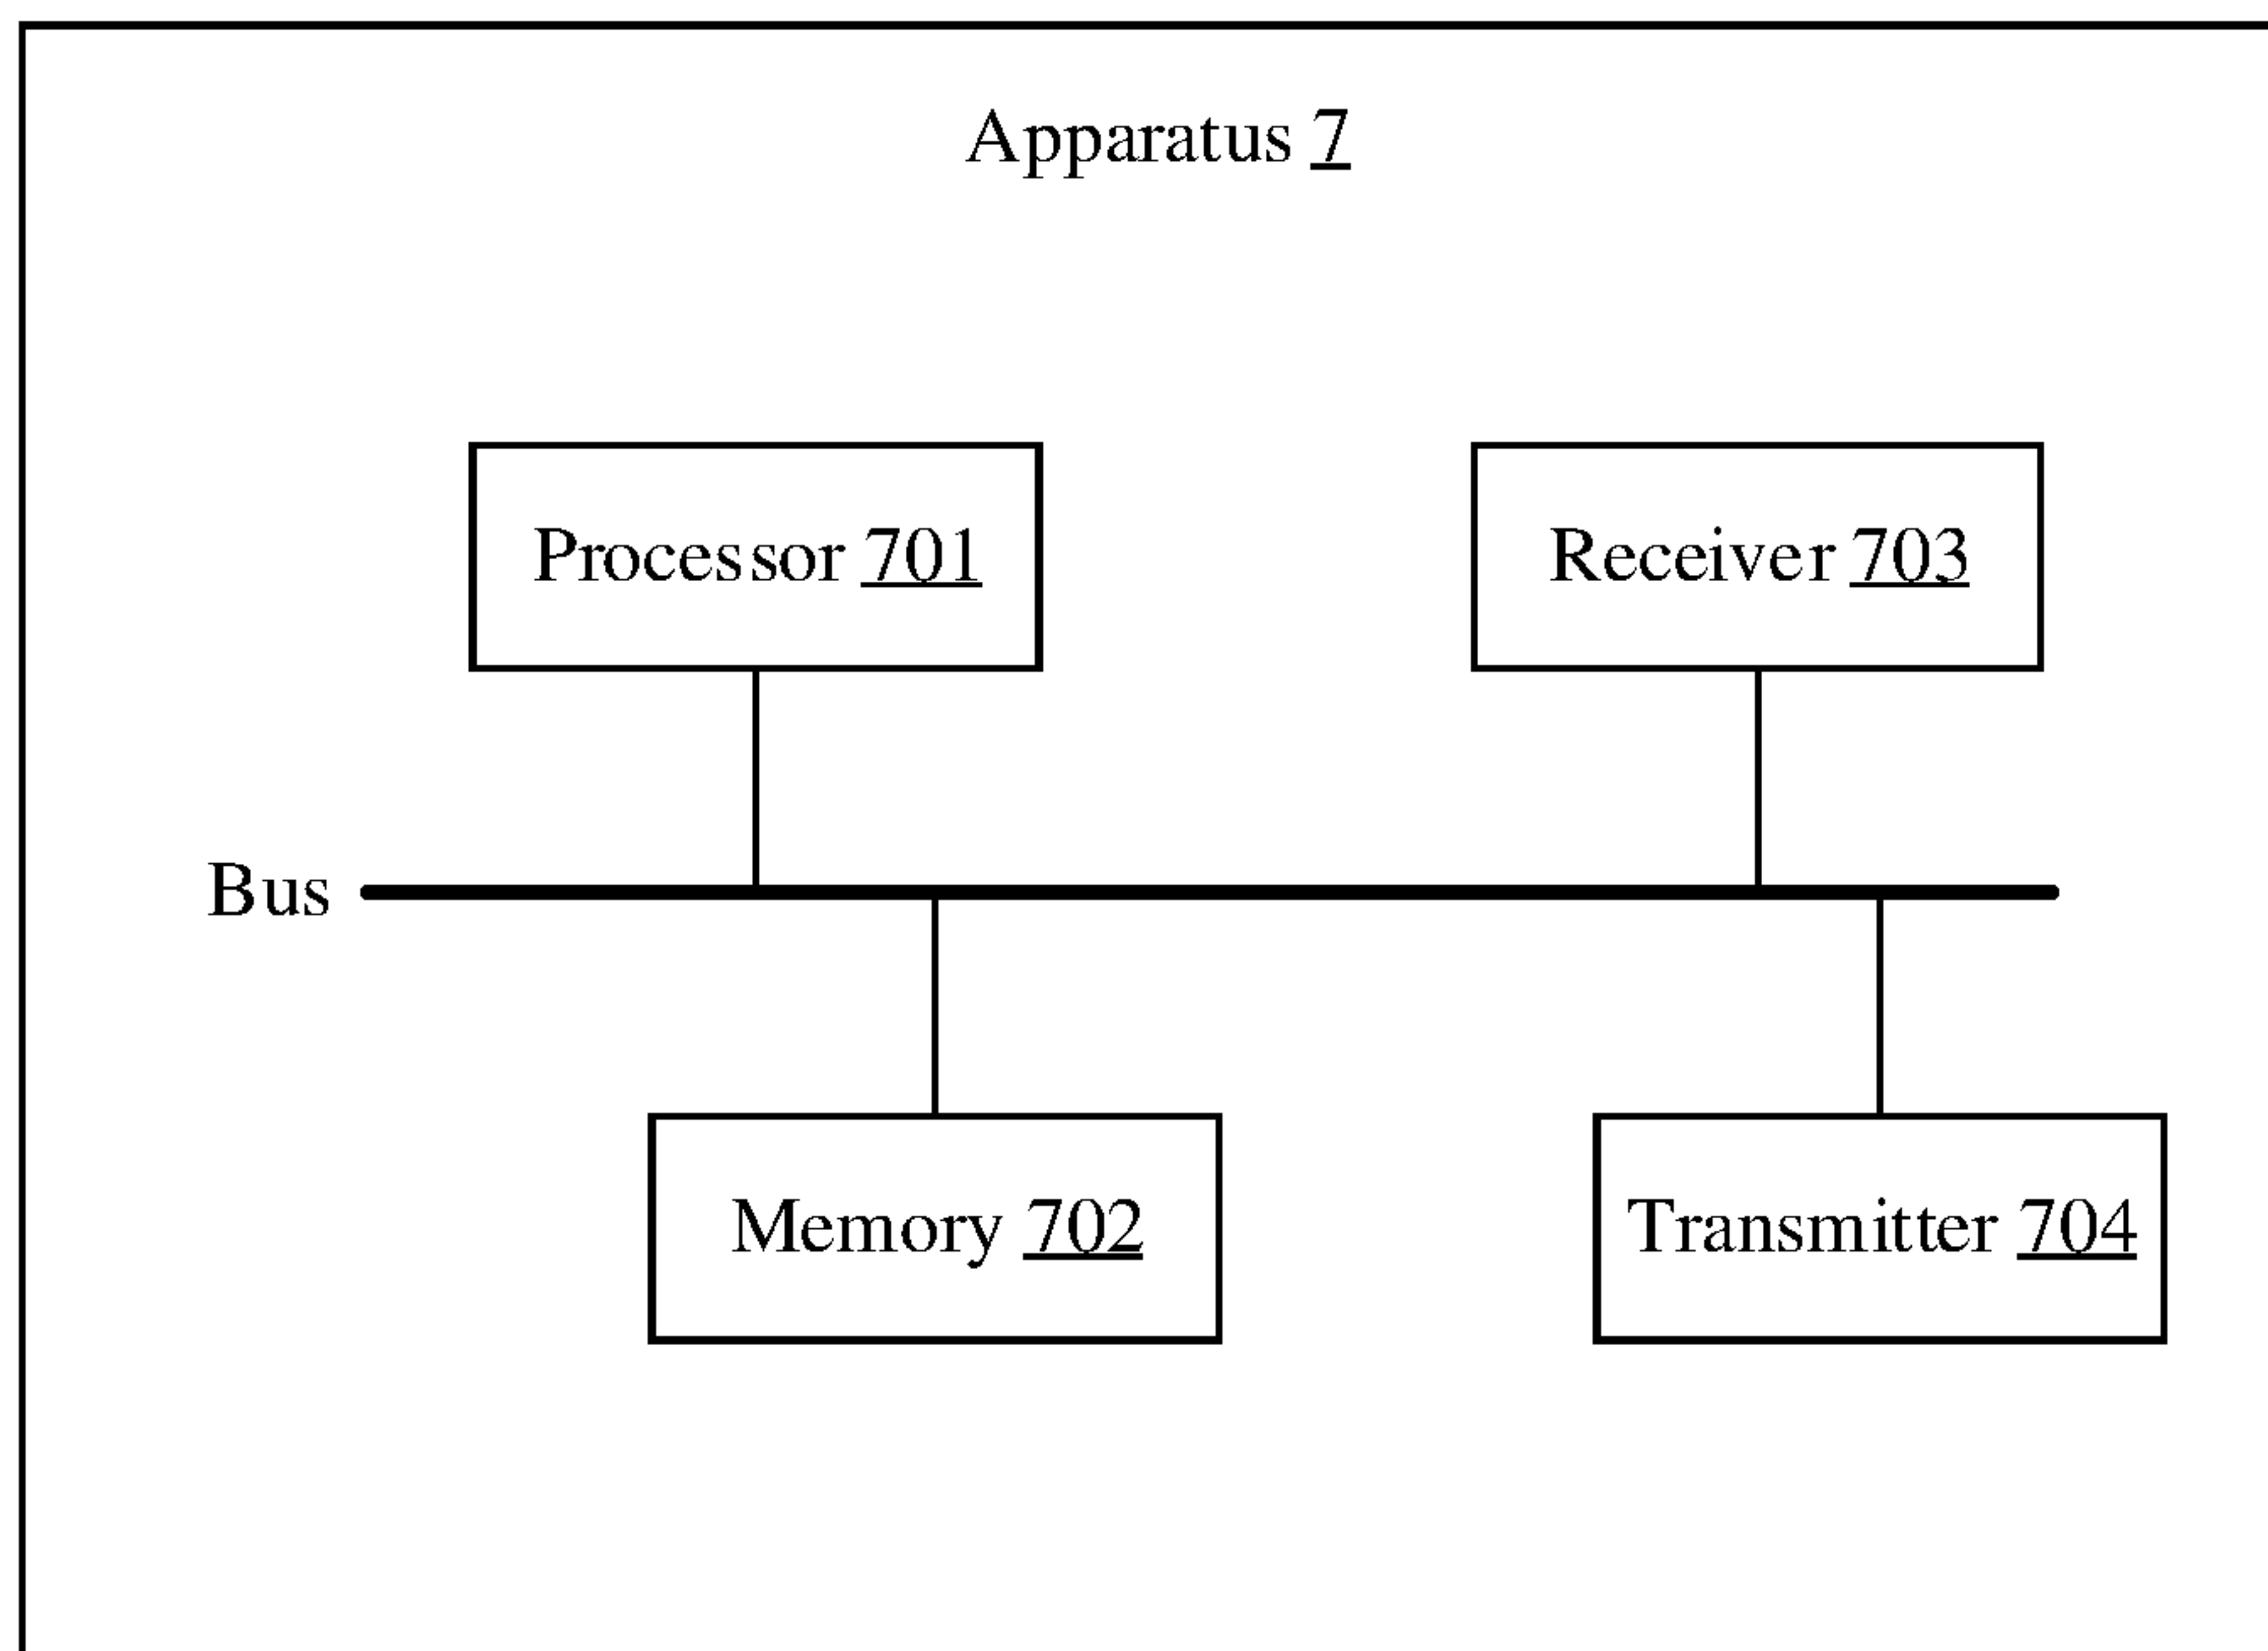 Apparatus 7
Processor 701
Receiver 703
Bus
Memory 702
Transmitter 704